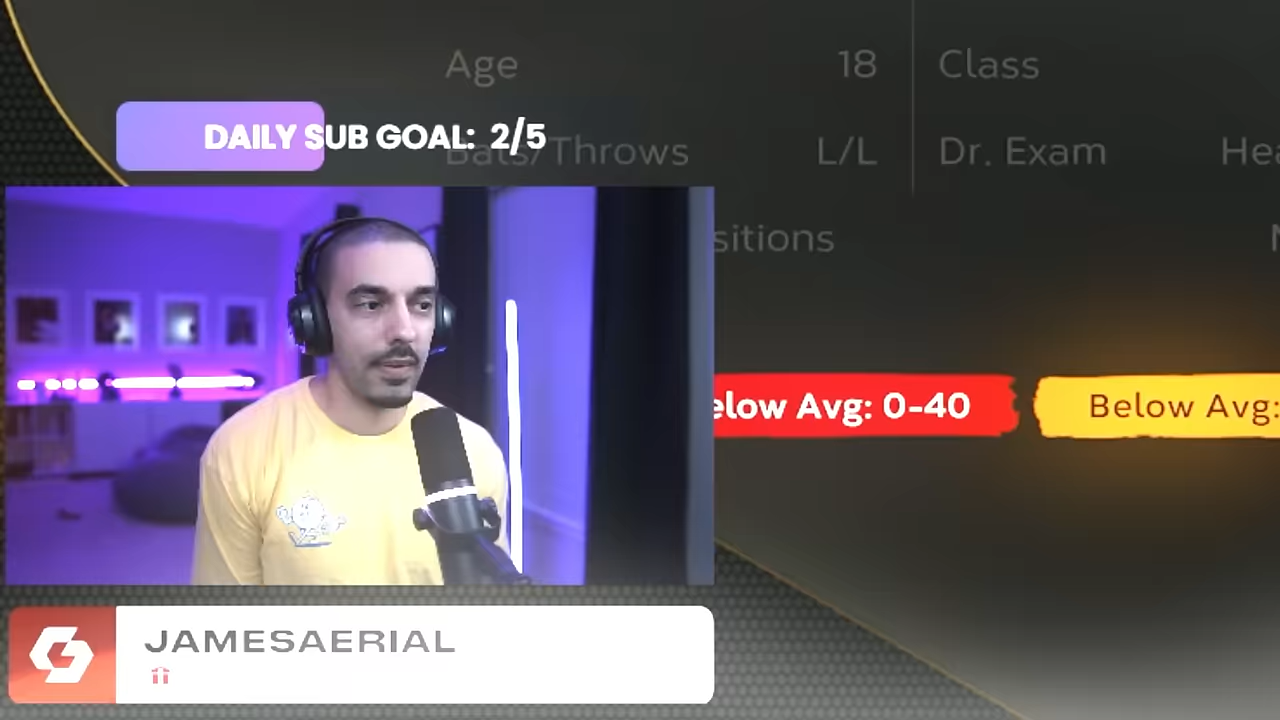 Age 18 Class
DAILY SUB GOAL: 2/5
Bats/Throws L/L Dr. Exam
elow Avg: 0-40 Below Avg:
JAMESAERIAL